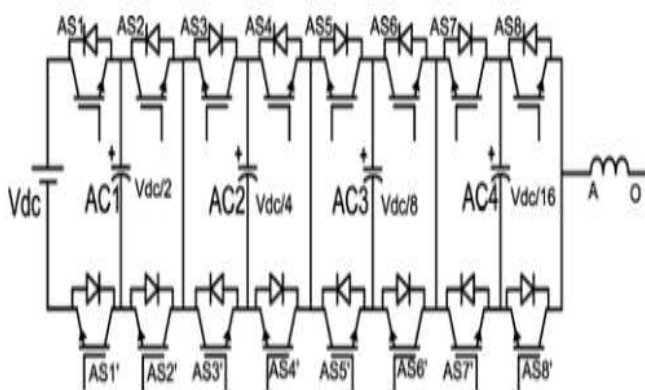 AS1 AS2 AS3 AS4 AS5 AS6 AS7 AS8
+ + + +
Vdc AC1 Vdc/2 AC2 Vdc/4 AC3 Vdc/8 AC4 Vdc/16 A O
AS1' AS2' AS3' AS4' AS5' AS6' AS7' AS8'